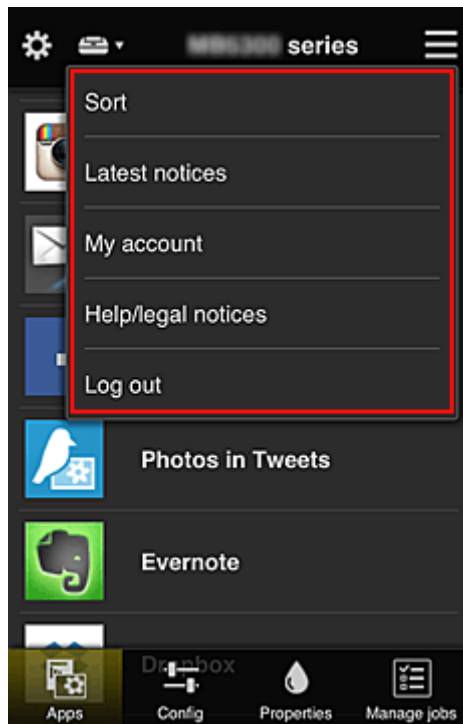 series
Sort
Latest notices
My account
Help/legal notices
Log out
Photos in Tweets
Evernote
Dropbox
Apps
Config
Properties
Manage jobs